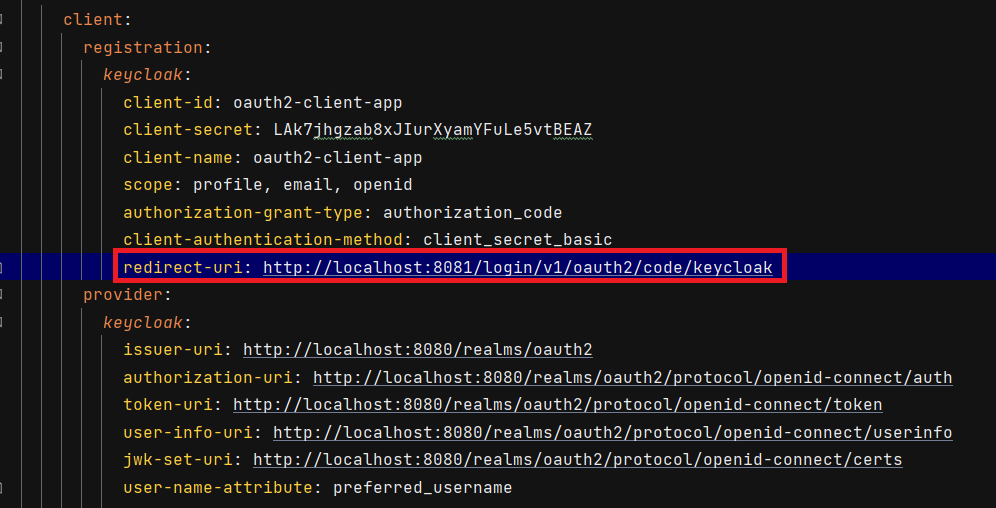 client:
registration:
keycloak:
client-id: oauth2-client-app
client-secret: LAk7jhgzab8xJIurXyamYFuLe5vtBEAZ
client-name: oauth2-client-app
scope: profile, email, openid
authorization-grant-type: authorization_code
client-authentication-method: client_secret_basic
redirect-uri: http://localhost:8081/login/v1/oauth2/code/keycloak
provider:
keycloak:
issuer-uri: http://localhost:8080/realms/oauth2
authorization-uri: http://localhost:8080/realms/oauth2/protocol/openid-connect/auth
token-uri: http://localhost:8080/realms/oauth2/protocol/openid-connect/token
user-info-uri: http://localhost:8080/realms/oauth2/protocol/openid-connect/userinfo
jwk-set-uri: http://localhost:8080/realms/oauth2/protocol/openid-connect/certs
user-name-attribute: preferred_username